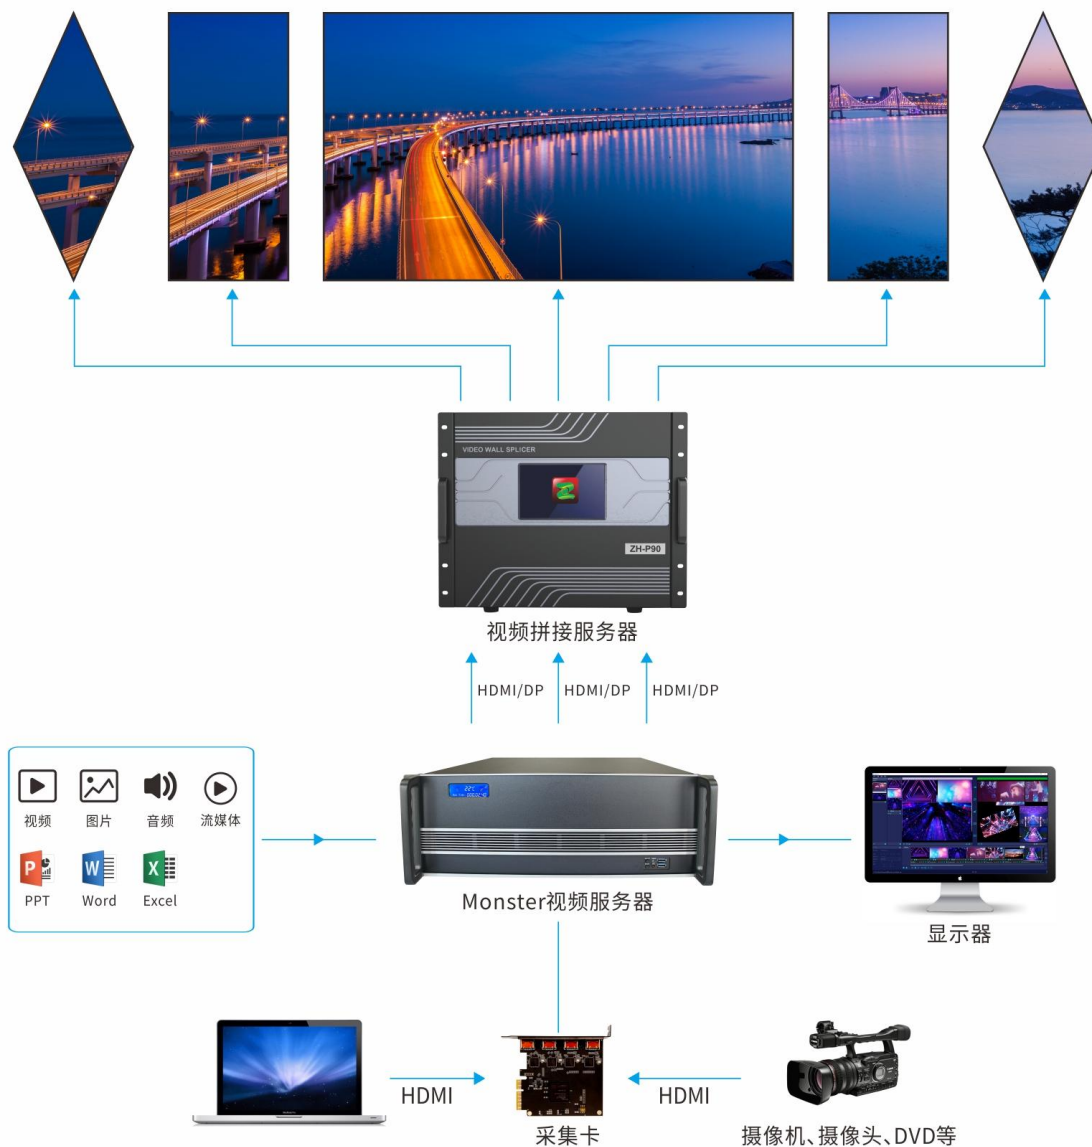 VIDEO WALL SPLICER
ZH-P90
视频拼接服务器
HDMI/DP HDMI/DP HDMI/DP
视频 图片 音频 流媒体
PPT Word Excel
22℃
Monster视频服务器
显示器
HDMI HDMI
采集卡 摄像机、摄像头、DVD等